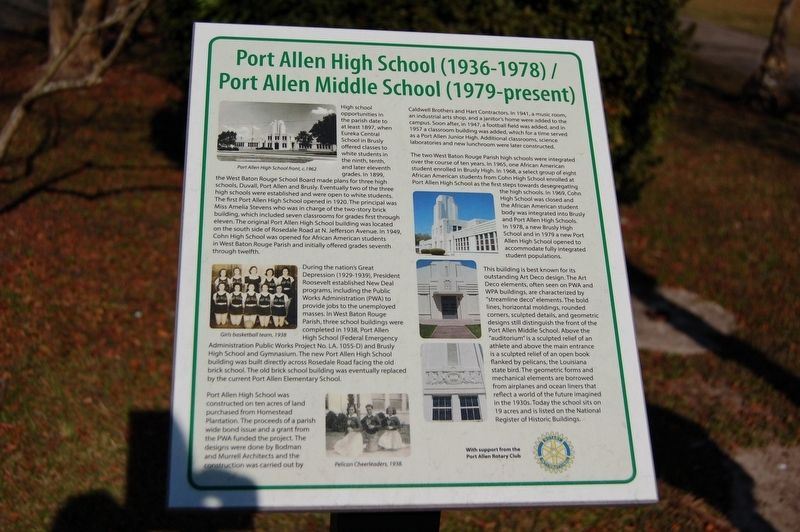 Port Allen High School (1936-1978) /
Port Allen Middle School (1979-present)
High school
opportunities in
the parish date to
at least 1897, when
Eureka Central
School in Brusly
offered classes to
white students in
the ninth, tenth,
and later eleventh
grades. In 1899,
Port Allen High School front, c.1962
the West Baton Rouge School Board made plans for three high
schools, Duvall, Port Allen and Brusly. Eventually two of the three
high schools were established and were open to white students.
The first Port Allen High School opened in 1920. The principal was
Miss Amelia Stevens who was in charge of the two-story brick
building, which included seven classrooms for grades first through
eleven. The original Port Allen High School building was located
on the south side of Rosedale Road at N. Jefferson Avenue. In 1949,
Cohn High School was opened for African American students
in West Baton Rouge Parish and initially offered grades seventh
through twelfth.
During the nation's Great
Depression (1929-1939), President
Roosevelt established New Deal
programs, including the Public
Works Administration (PWA) to
provide jobs to the unemployed
masses. In West Baton Rouge
Parish, three school buildings were
completed in 1938, Port Allen
High School (Federal Emergency
Girls basketball team, 1938
Administration Public Works Project No. LA. 1055-D) and Brusly
High School and Gymnasium. The new Port Allen High School
building was built directly across Rosedale Road facing the old
brick school. The old brick school building was eventually replaced
by the current Port Allen Elementary School.
Port Allen High School was
constructed on ten acres of land
purchased from Homestead
Plantation. The proceeds of a parish
wide bond issue and a grant from
the PWA funded the project. The
designs were done by Bodman
and Murrell Architects and the
construction was carried out by
Pelican Cheerleaders, 1938
Caldwell Brothers and Hart Contractors. In 1941, a music room,
an industrial arts shop, and a janitor's home were added to the
campus. Soon after, in 1947, a football field was added, and in
1957 a classroom building was added, which for a time served
as a Port Allen Junior High. Additional classrooms, science
laboratories and new lunchroom were later constructed.
The two West Baton Rouge Parish high schools were integrated
over the course of ten years. In 1965, one African American
student enrolled in Brusly High. In 1968, a select group of eight
African American students from Cohn High School enrolled at
Port Allen High School as the first steps towards desegregating
the high schools. In 1969, Cohn
High School was closed and
the African American student
body was integrated into Brusly
and Port Allen High Schools.
In 1978, a new Brusly High
School and in 1979 a new Port
Allen High School opened to
accommodate fully integrated
student populations.
This building is best known for its
outstanding Art Deco design. The Art
Deco elements, often seen on PWA and
WPA buildings, are characterized by
"streamline deco" elements. The bold
lines, horizontal moldings, rounded
corners, sculpted details, and geometric
designs still distinguish the front of the
Port Allen Middle School. Above the
"auditorium" is a sculpted relief of an
athlete and above the main entrance
is a sculpted relief of an open book
flanked by pelicans, the Louisiana
state bird. The geometric forms and
mechanical elements are borrowed
from airplanes and ocean liners that
reflect a world of the future imagined
in the 1930s. Today the school sits on
19 acres and is listed on the National
Register of Historic Buildings.
With support from the
Port Allen Rotary Club